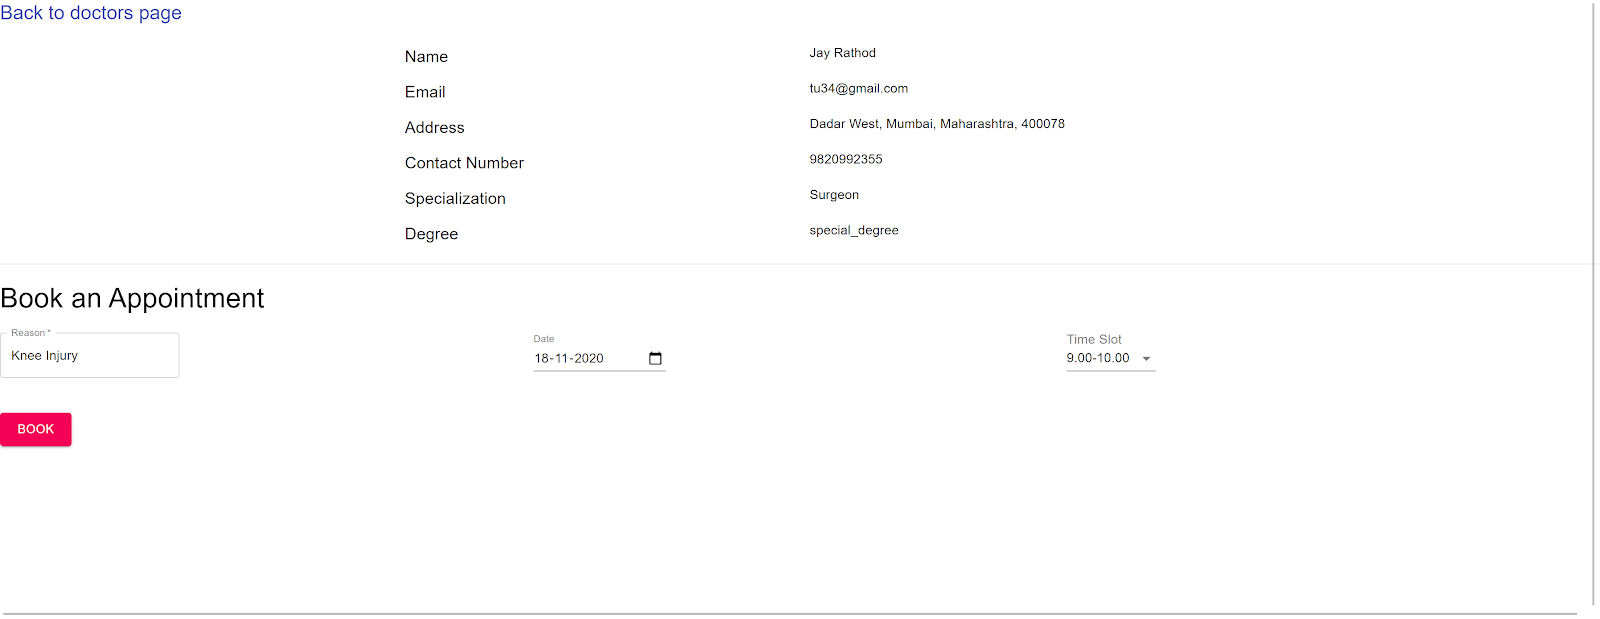 Back to doctors page
Name Jay Rathod
Email tu34@gmail.com
Address Dadar West, Mumbai, Maharashtra, 400078
Contact Number 9820992355
Specialization Surgeon
Degree special_degree
Book an Appointment
Reason * Date Time Slot
Knee Injury 18-11-2020 9.00-10.00
BOOK